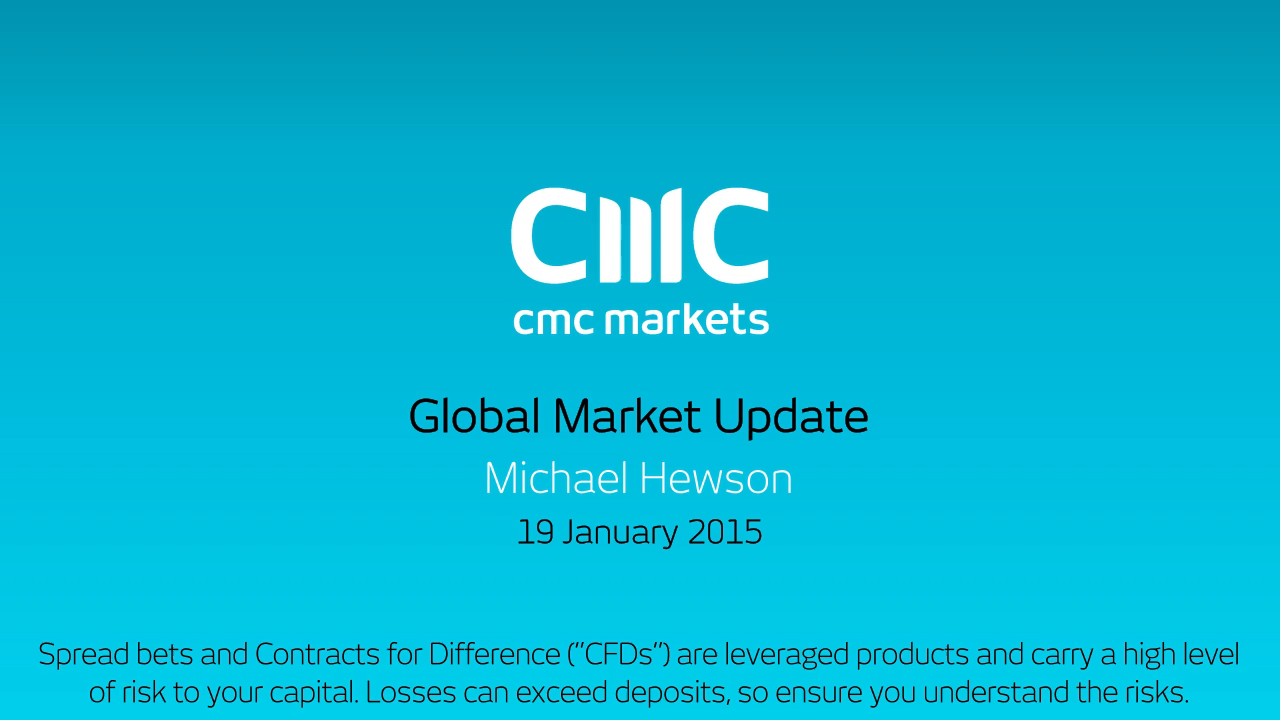 CMC
cmc markets
Global Market Update
Michael Hewson
19 January 2015
Spread bets and Contracts for Difference (“CFDs”) are leveraged products and carry a high level
of risk to your capital. Losses can exceed deposits, so ensure you understand the risks.